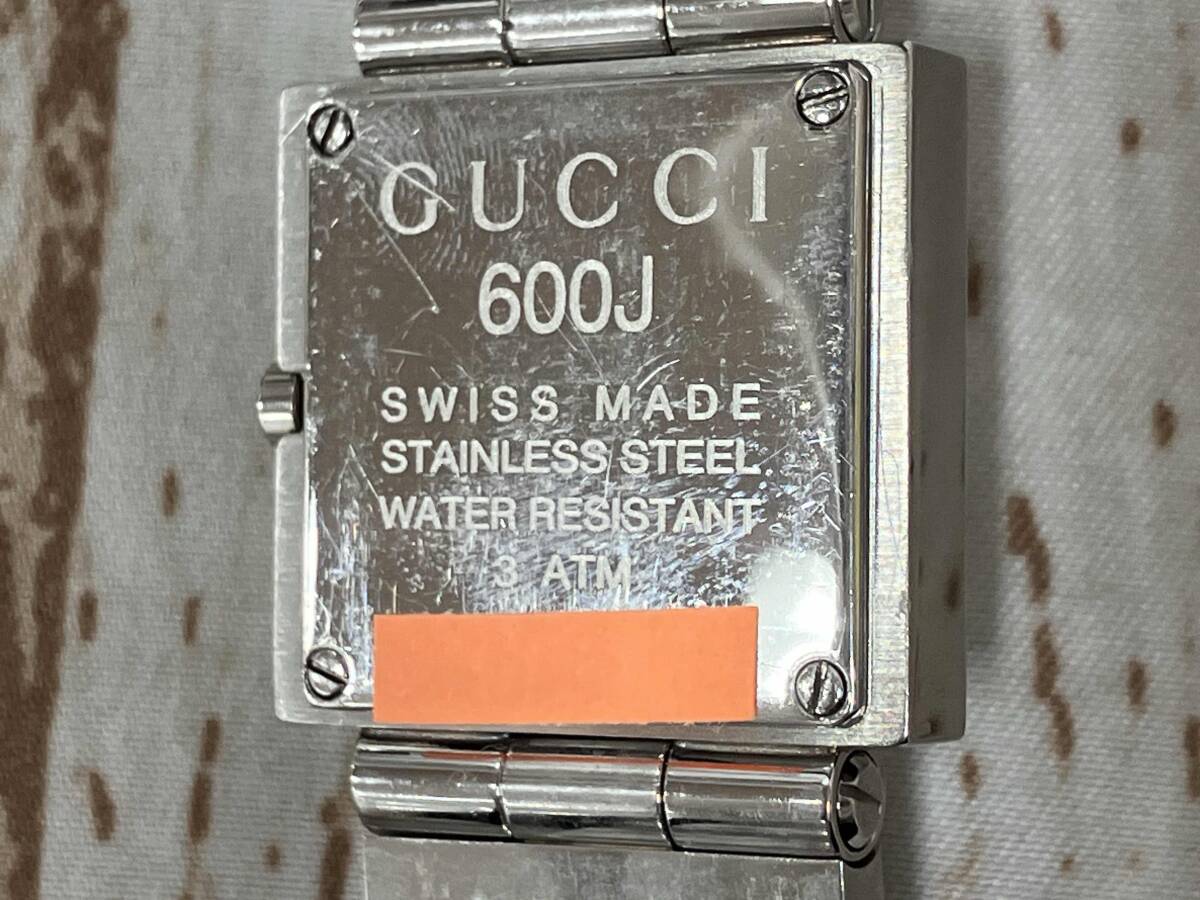 GUCCI
600J
SWISS MADE
STAINLESS STEEL
WATER RESISTANT
3 ATM